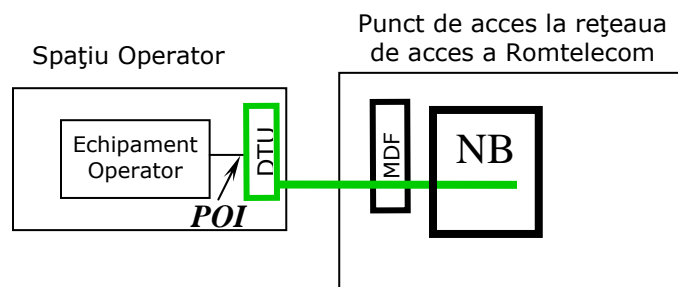 Punct de acces la reţeaua
de acces a Romtelecom
Spaţiu Operator
Echipament
Operator
DTU
POI
MDF
NB